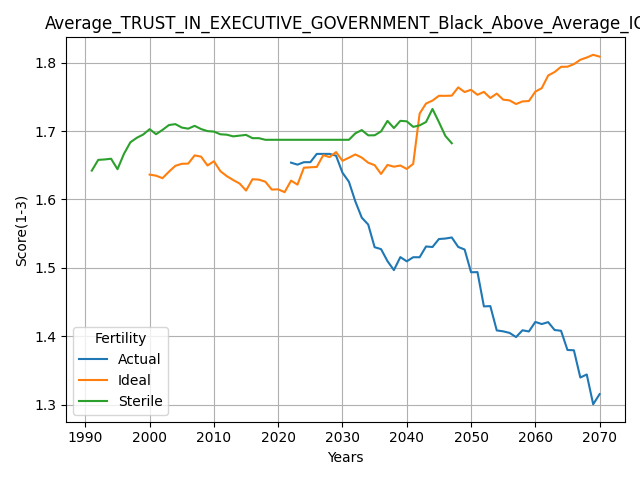 Average_TRUST_IN_EXECUTIVE_GOVERNMENT_Black_Above_Average_IC
Score(1-3)
1.8
1.7
1.6
1.5
1.4
1.3
Fertility
Actual
Ideal
Sterile
1990 2000 2010 2020 2030 2040 2050 2060 2070
Years